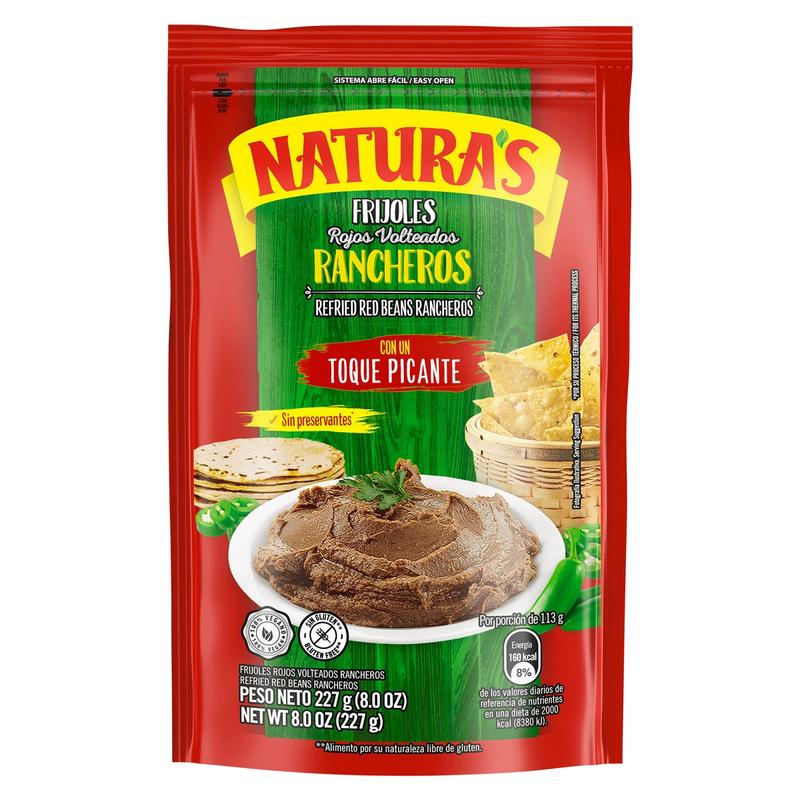 SISTEMA ABRE FÁCIL / EASY OPEN
NATURA'S
FRIJOLES
Rojos Volteados
RANCHEROS
REFRIED RED BEANS RANCHEROS
CON UN
TOQUE PICANTE
✓ Sin preservantes*
*POR SU PROCESO TÉRMICO / FOR ITS THERMAL PROCESS
Fotografía Ilustrativa. Serving Suggestion
100% VEGANO
100% VEGAN
SIN GLUTEN**
GLUTEN FREE**
Por porción de 113 g
Energía
160 kcal
8%
de los valores diarios de
referencia de nutrientes
en una dieta de 2000
kcal (8380 kJ).
FRIJOLES ROJOS VOLTEADOS RANCHEROS
REFRIED RED BEANS RANCHEROS
PESO NETO 227 g (8.0 OZ)
NET WT 8.0 OZ (227 g)
**Alimento por su naturaleza libre de gluten.